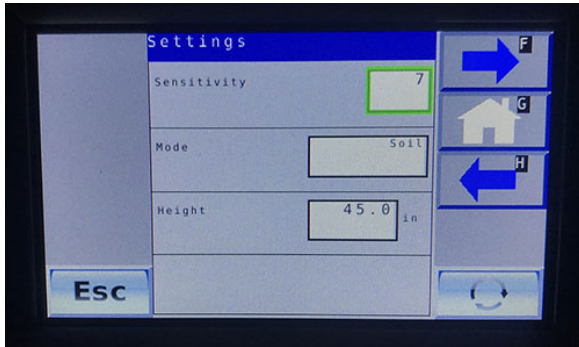 Settings
F
Sensitivity 7
G
Mode Soil
H
Height 45.0 in
Esc